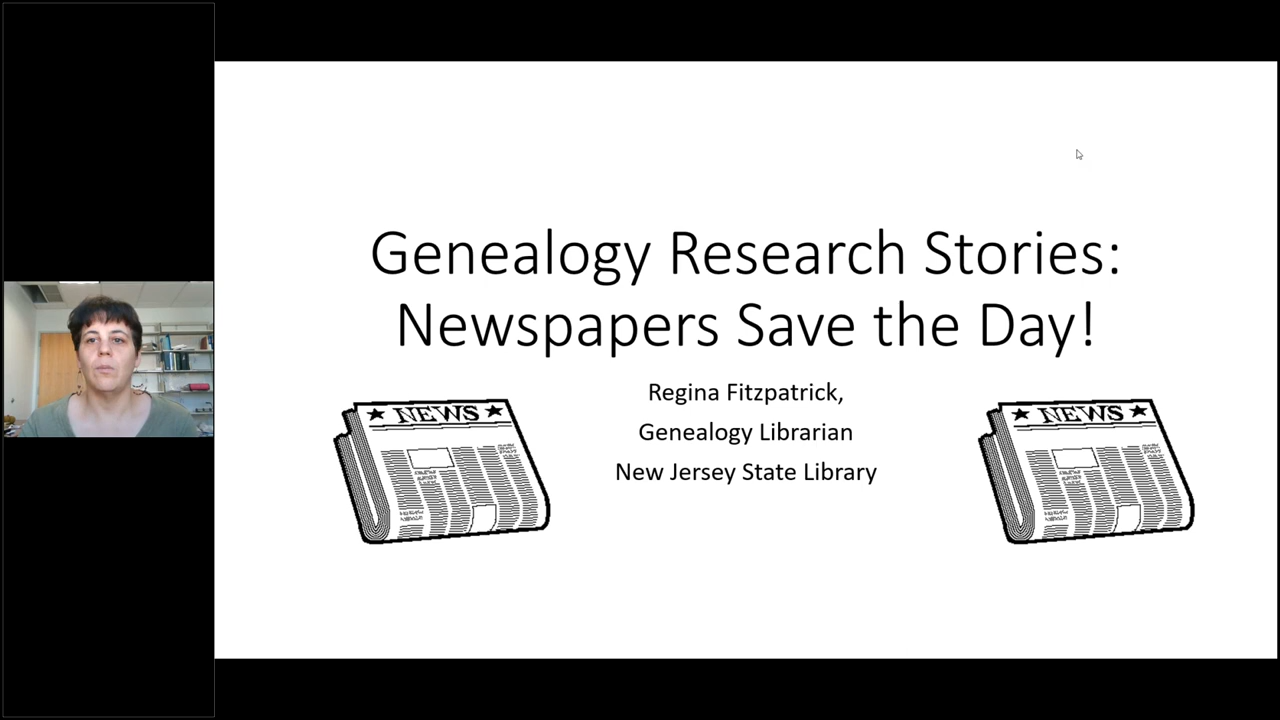 Genealogy Research Stories:
Newspapers Save the Day!
Regina Fitzpatrick,
Genealogy Librarian
New Jersey State Library
NEWS
NEWS